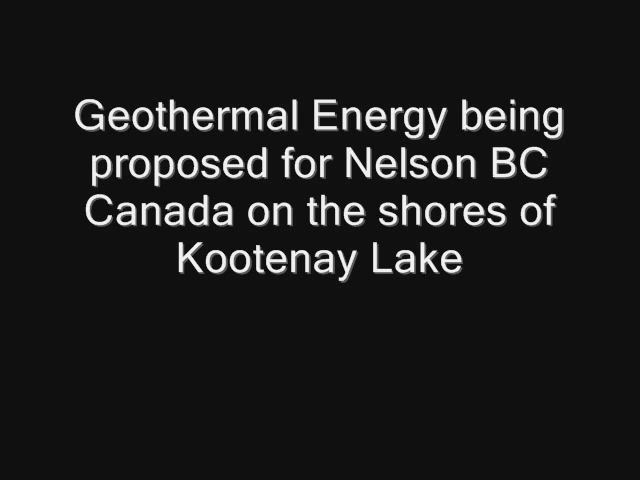 Geothermal Energy being
proposed for Nelson BC
Canada on the shores of
Kootenay Lake